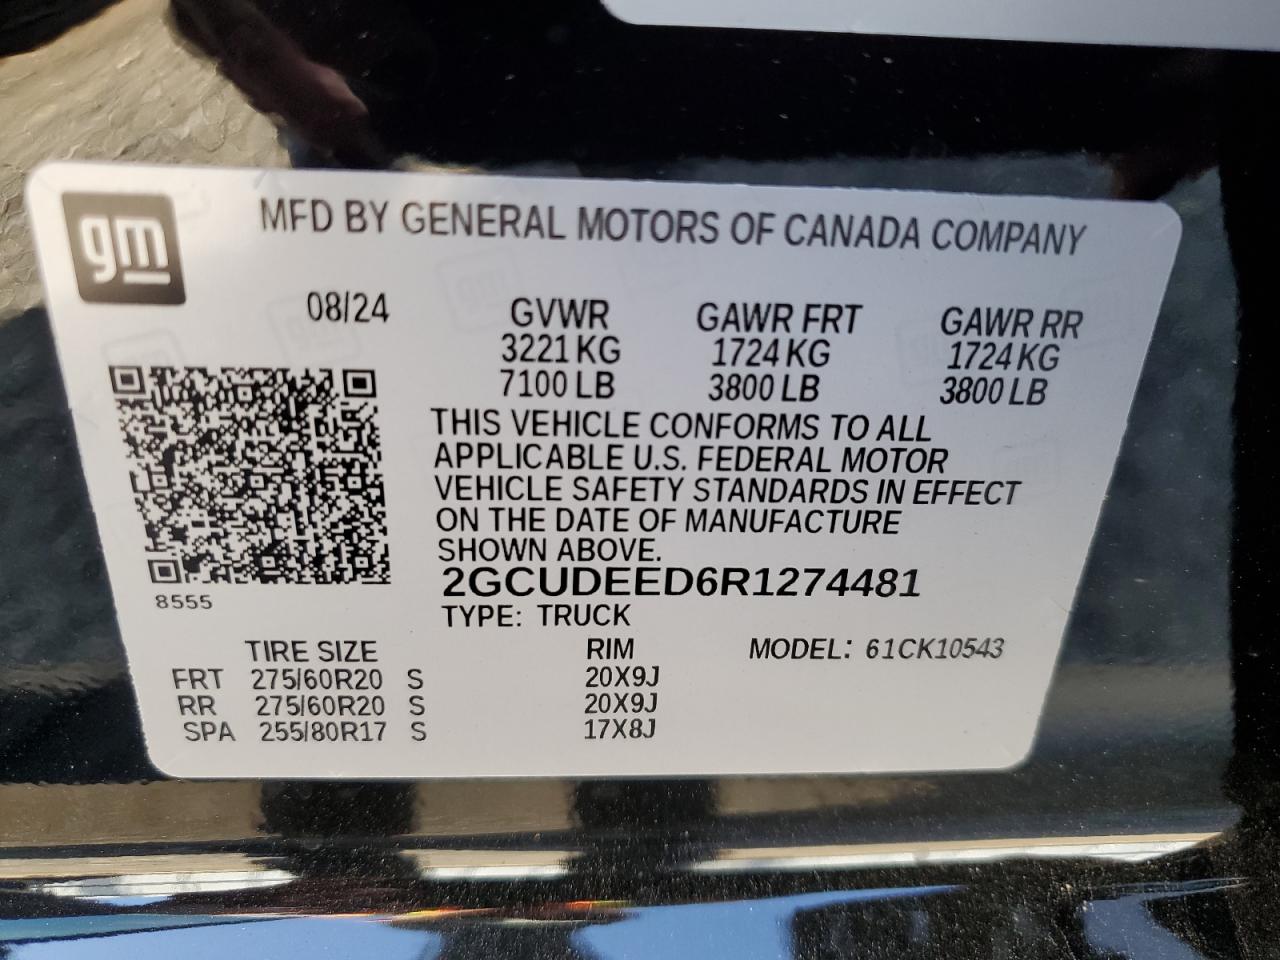 gm
MFD BY GENERAL MOTORS OF CANADA COMPANY
08/24 GVWR GAWR FRT GAWR RR
3221 KG 1724 KG 1724 KG
7100 LB 3800 LB 3800 LB
THIS VEHICLE CONFORMS TO ALL
APPLICABLE U.S. FEDERAL MOTOR
VEHICLE SAFETY STANDARDS IN EFFECT
ON THE DATE OF MANUFACTURE
SHOWN ABOVE.
2GCUDEED6R1274481
8555
TYPE: TRUCK
TIRE SIZE RIM MODEL: 61CK10543
FRT 275/60R20 S 20X9J
RR 275/60R20 S 20X9J
SPA 255/80R17 S 17X8J